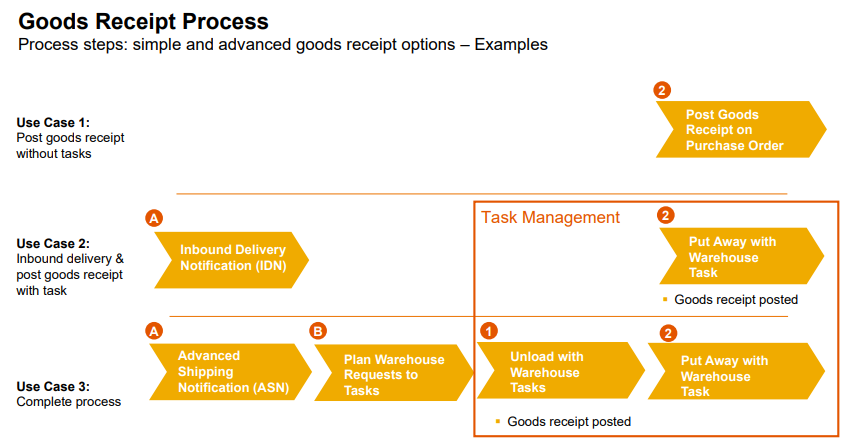 Goods Receipt Process
Process steps: simple and advanced goods receipt options – Examples
Use Case 1:
Post goods receipt
without tasks
2
Post Goods
Receipt on
Purchase Order
Use Case 2:
Inbound delivery &
post goods receipt
with task
A
Inbound Delivery
Notification (IDN)
Task Management
2
Put Away with
Warehouse
Task
▪ Goods receipt posted
Use Case 3:
Complete process
A
Advanced
Shipping
Notification (ASN)
B
Plan Warehouse
Requests to
Tasks
1
Unload with
Warehouse
Tasks
▪ Goods receipt posted
2
Put Away with
Warehouse
Task